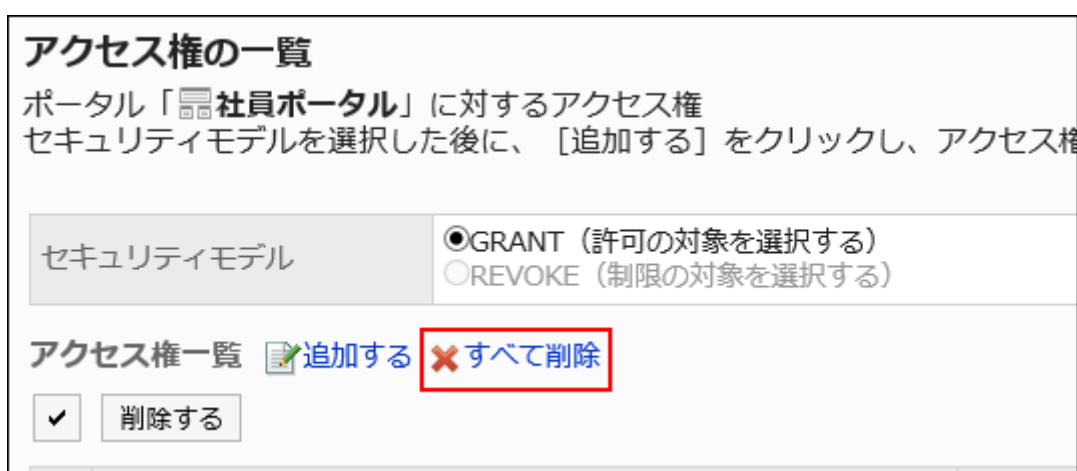 アクセス権の一覧
ポータル「社員ポータル」に対するアクセス権
セキュリティモデルを選択した後に、 [追加する] をクリックし、アクセス権
セキュリティモデル
GRANT（許可の対象を選択する）
REVOKE（制限の対象を選択する）
アクセス権一覧 追加する すべて削除
削除する